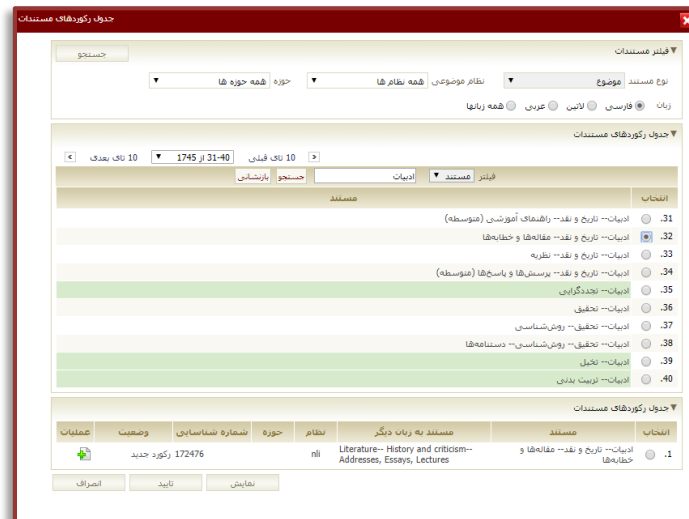 جدول رکوردهای مستندات
فیلتر مستندات
جستجو
نوع مستند موضوع نظام موضوعی همه نظام ها حوزه همه حوزه ها
زبان فارسی لاتین عربی همه زبانها
جدول رکوردهای مستندات
10 تای قبلی 31-40 از 1745 10 تای بعدی
فیلتر مستند ادبیات جستجو بازنشانی
انتخاب مستند
31. ادبیات-- تاریخ و نقد-- راهنمای آموزشی (متوسطه)
32. ادبیات-- تاریخ و نقد-- مقاله‌ها و خطابه‌ها
33. ادبیات-- تاریخ و نقد-- نظریه
34. ادبیات-- تاریخ و نقد-- پرسش‌ها و پاسخ‌ها (متوسطه)
35. ادبیات-- تجددگرایی
36. ادبیات-- تحقیق
37. ادبیات-- تحقیق-- روش‌شناسی
38. ادبیات-- تحقیق-- روش‌شناسی-- دستنامه‌ها
39. ادبیات-- تخیل
40. ادبیات-- تربیت بدنی
جدول رکوردهای مستندات
انتخاب مستند مستند به زبان دیگر نظام حوزه شماره شناسایی وضعیت عملیات
1. ادبیات-- تاریخ و نقد-- مقاله‌ها و خطابه‌ها
Literature-- History and criticism--
Addresses, Essays, Lectures
nli 172476 رکورد جدید
نمایش تایید انصراف